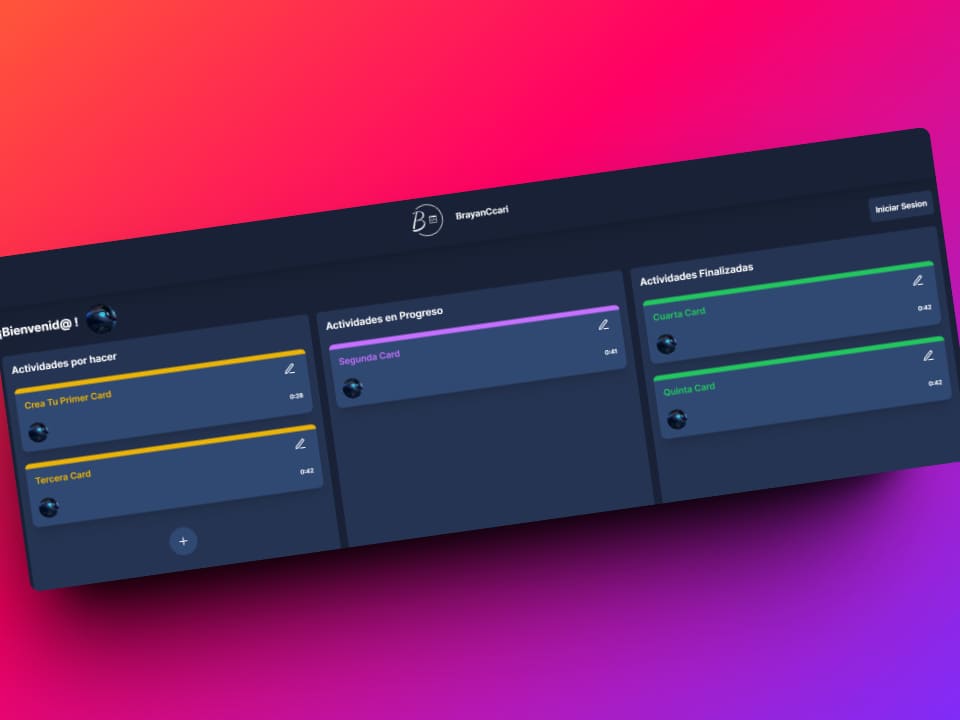 B
BrayanCcari
Iniciar Sesion
¡Bienvenid@ !
Actividades por hacer
Crea Tu Primer Card
0:38
Tercera Card
0:42
+
Actividades en Progreso
Segunda Card
0:41
Actividades Finalizadas
Cuarta Card
0:42
Quinta Card
0:42